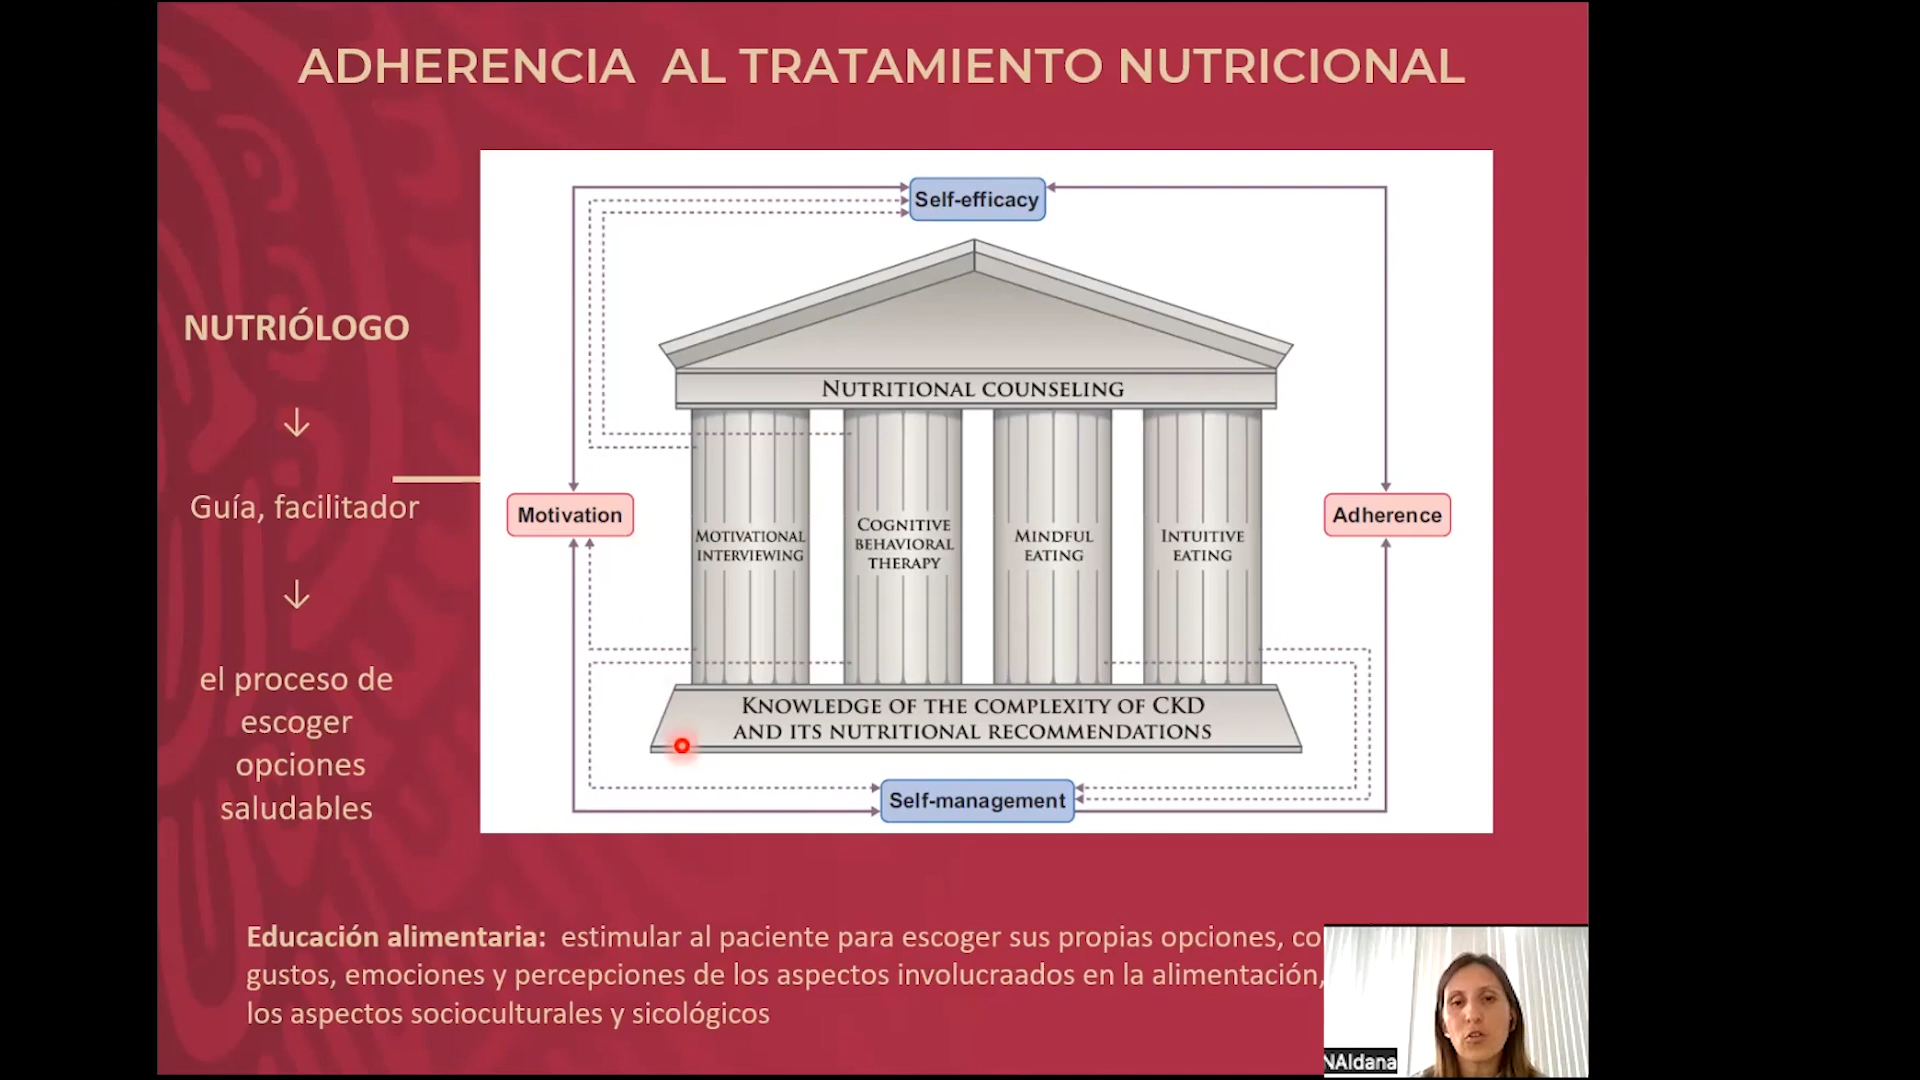 ADHERENCIA AL TRATAMIENTO NUTRICIONAL
NUTRIÓLOGO
↓
Guía, facilitador
↓
el proceso de
escoger
opciones
saludables
Self-efficacy
NUTRITIONAL COUNSELING
Motivation
MOTIVATIONAL
INTERVIEWING
COGNITIVE
BEHAVIORAL
THERAPY
MINDFUL
EATING
INTUITIVE
EATING
Adherence
KNOWLEDGE OF THE COMPLEXITY OF CKD
AND ITS NUTRITIONAL RECOMMENDATIONS
Self-management
Educación alimentaria: estimular al paciente para escoger sus propias opciones,
gustos, emociones y percepciones de los aspectos involucraados en la alimentación,
los aspectos socioculturales y sicológicos
NAldana